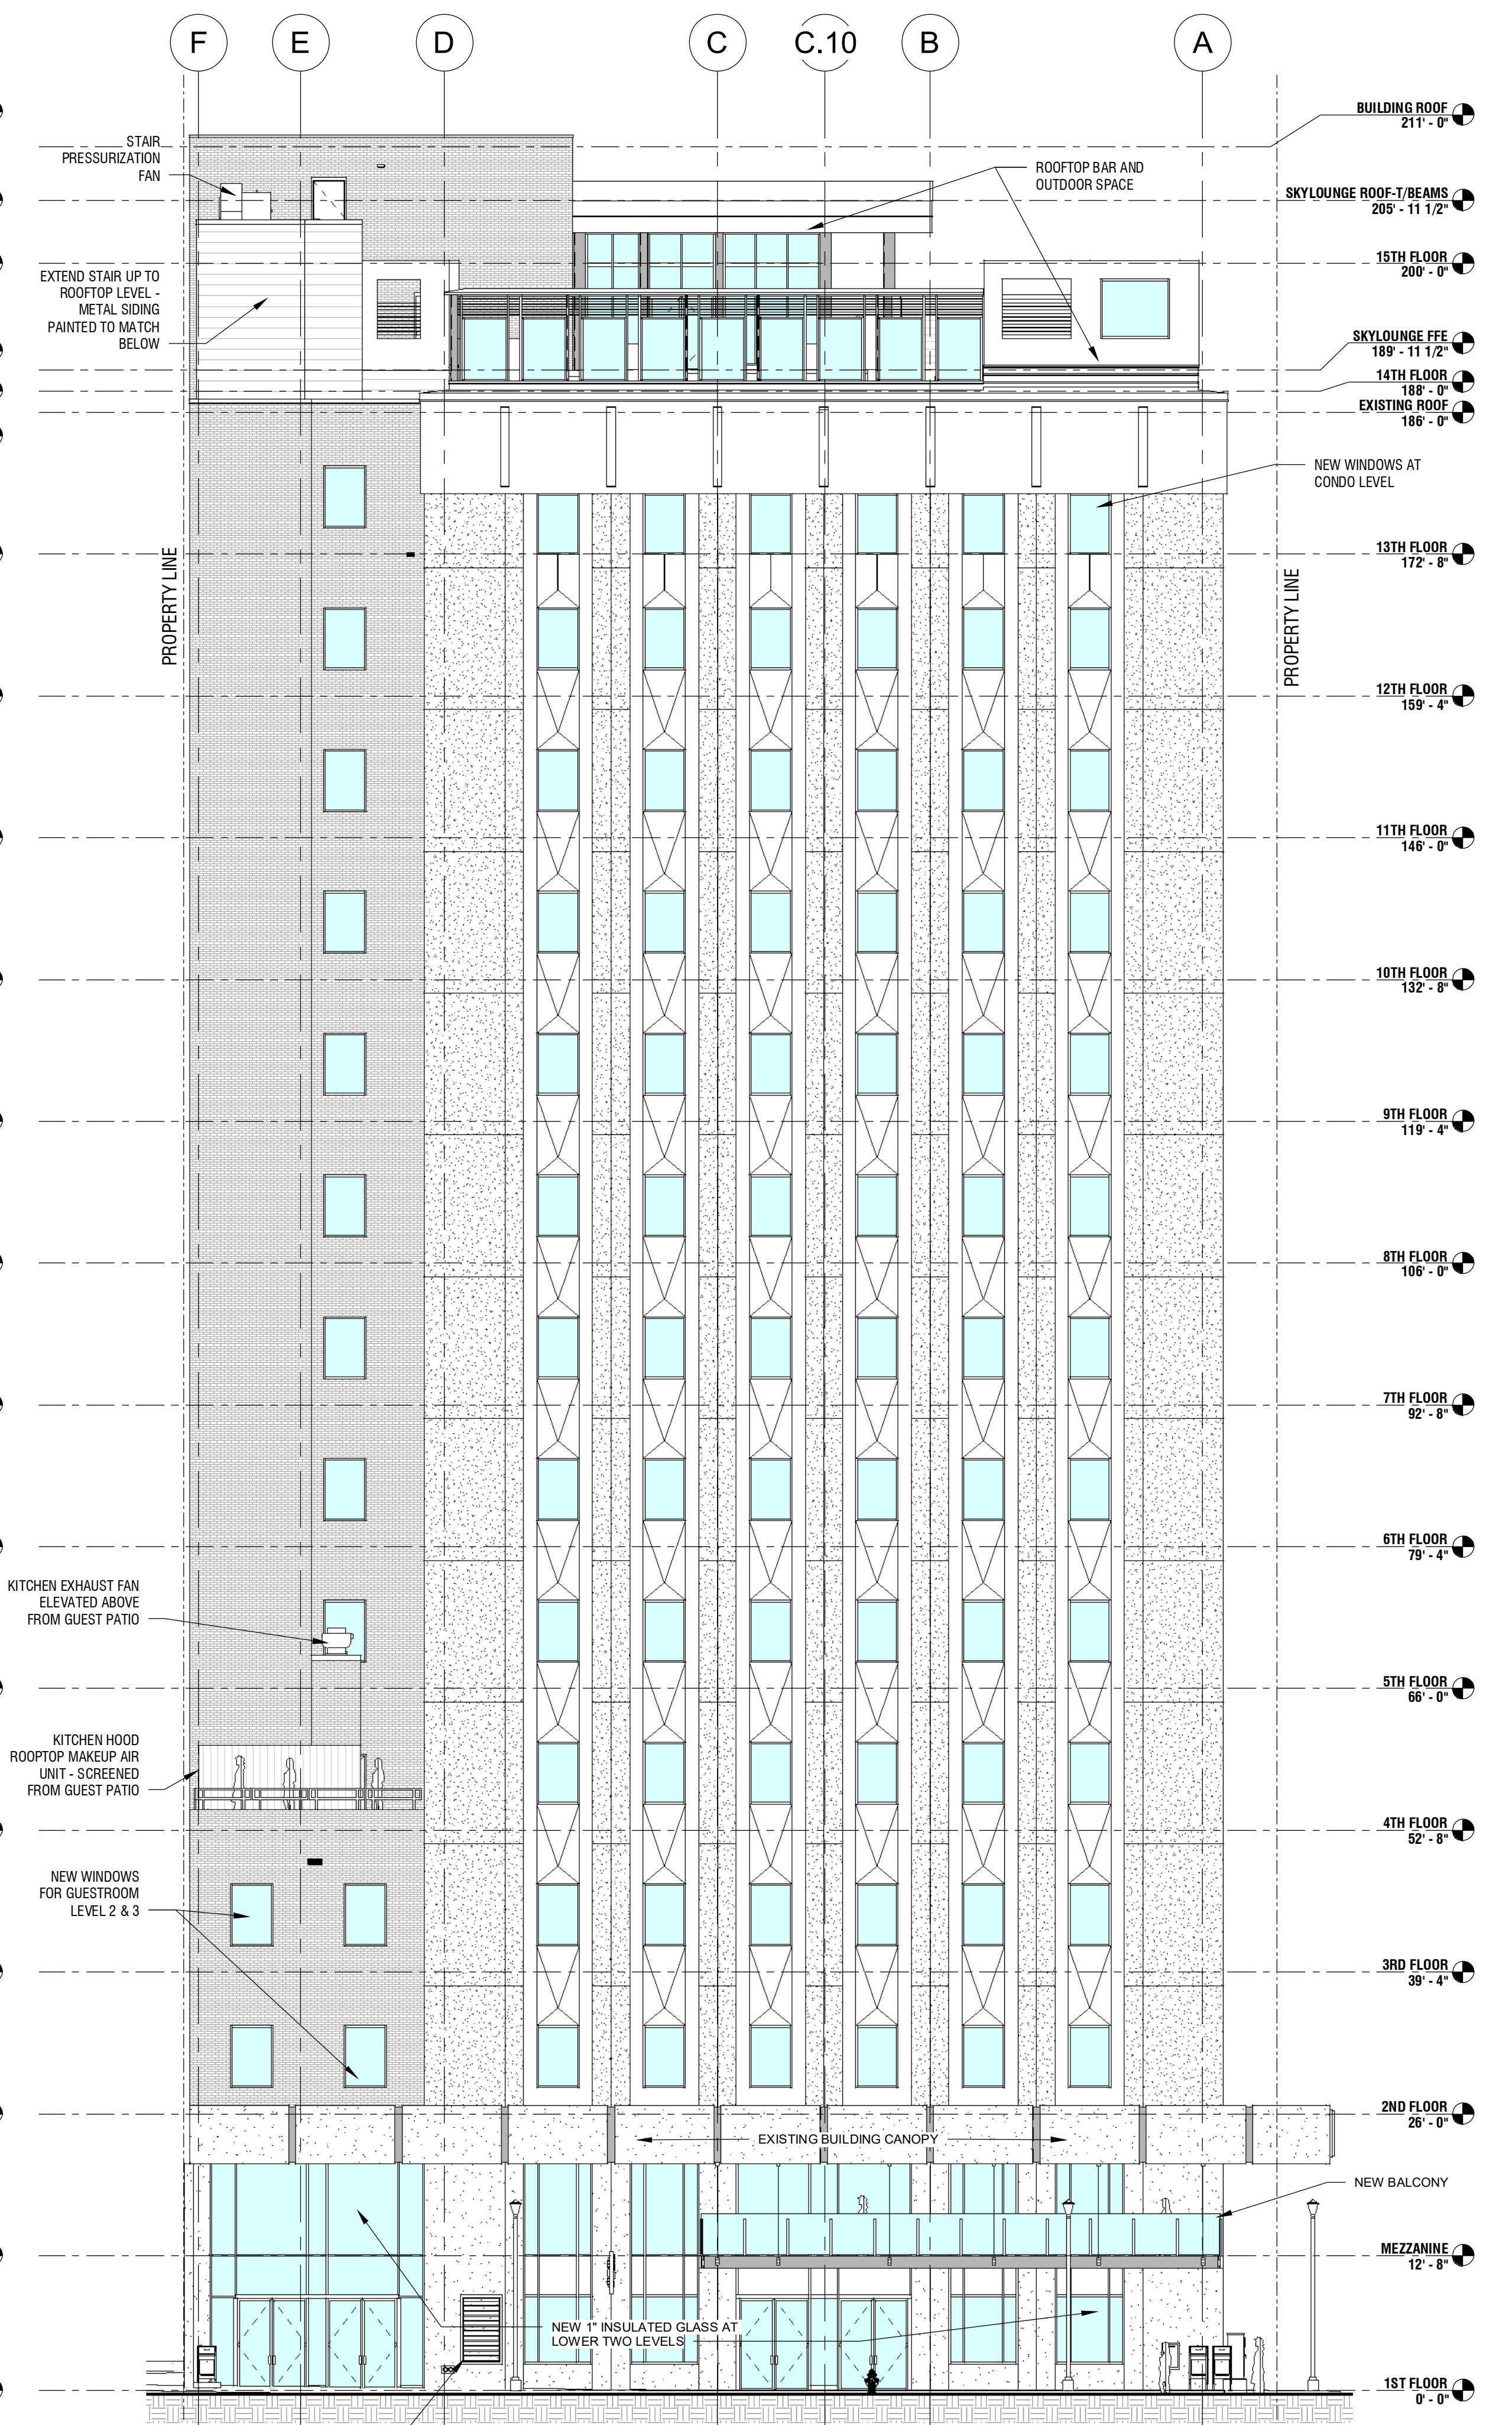 F
E
D
C
C.10
B
A
BUILDING ROOF
211' - 0"
STAIR
PRESSURIZATION
FAN
ROOFTOP BAR AND
OUTDOOR SPACE
SKYLOUNGE ROOF-T/BEAMS
205' - 11 1/2"
15TH FLOOR
200' - 0"
EXTEND STAIR UP TO
ROOFTOP LEVEL -
METAL SIDING
PAINTED TO MATCH
BELOW
SKYLOUNGE FFE
189' - 11 1/2"
14TH FLOOR
188' - 0"
EXISTING ROOF
186' - 0"
NEW WINDOWS AT
CONDO LEVEL
PROPERTY LINE
PROPERTY LINE
13TH FLOOR
172' - 8"
12TH FLOOR
159' - 4"
11TH FLOOR
146' - 0"
10TH FLOOR
132' - 8"
9TH FLOOR
119' - 4"
8TH FLOOR
106' - 0"
7TH FLOOR
92' - 8"
6TH FLOOR
79' - 4"
KITCHEN EXHAUST FAN
ELEVATED ABOVE
FROM GUEST PATIO
5TH FLOOR
66' - 0"
KITCHEN HOOD
ROOPTOP MAKEUP AIR
UNIT - SCREENED
FROM GUEST PATIO
4TH FLOOR
52' - 8"
NEW WINDOWS
FOR GUESTROOM
LEVEL 2 & 3
3RD FLOOR
39' - 4"
2ND FLOOR
26' - 0"
EXISTING BUILDING CANOPY
NEW BALCONY
MEZZANINE
12' - 8"
NEW 1" INSULATED GLASS AT
LOWER TWO LEVELS
1ST FLOOR
0' - 0"